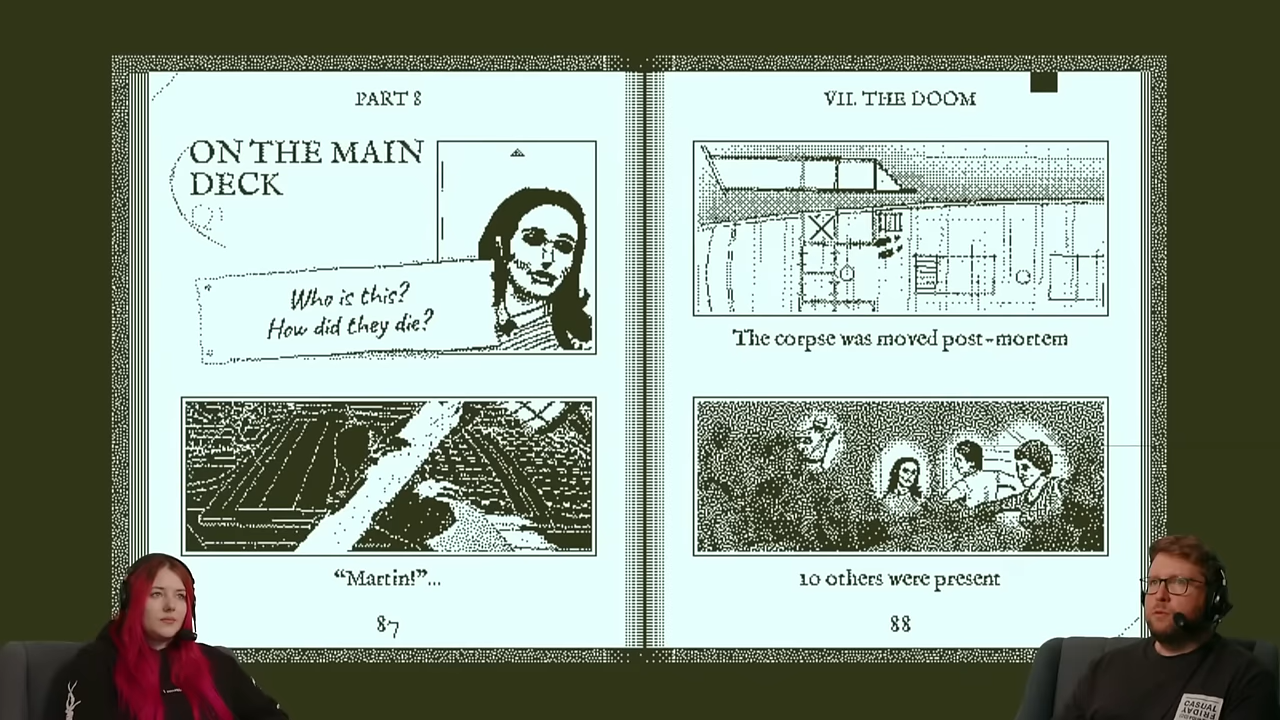 PART 8
ON THE MAIN
DECK
Who is this?
How did they die?
"Martin!"...
87
VII. THE DOOM
The corpse was moved post-mortem
10 others were present
88
FRIDAY
CASUAL